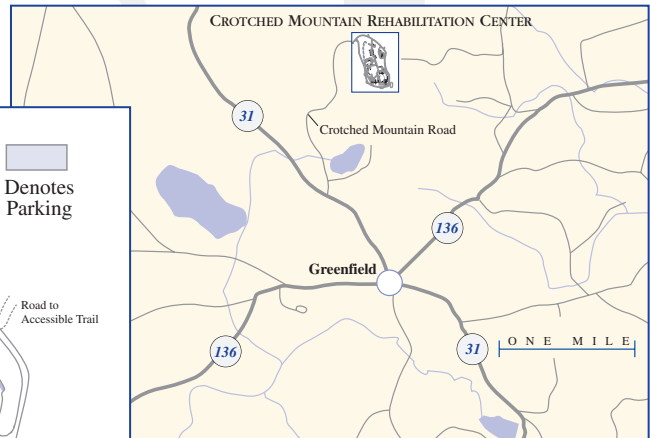 CROTCHED MOUNTAIN REHABILITATION CENTER
31
Crotched Mountain Road
Denotes
Parking
136
Greenfield
Road to
Accessible Trail
136
31
ONE MILE